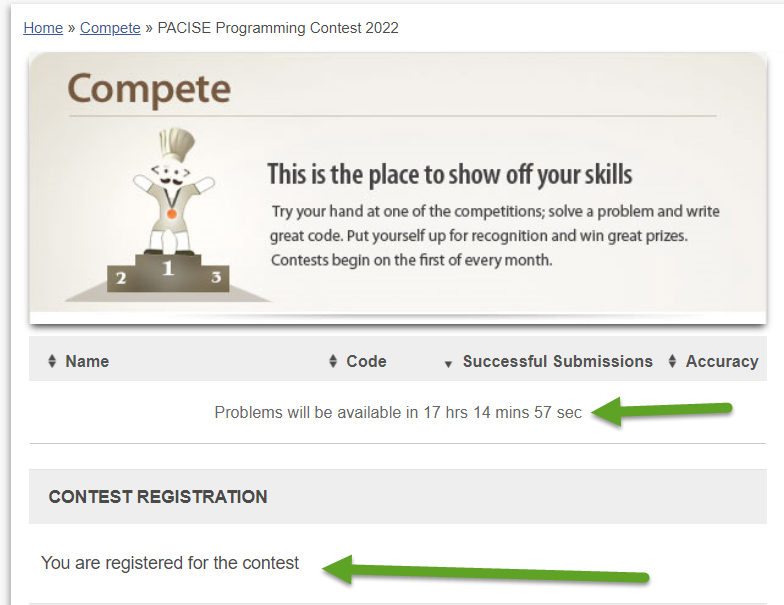 Home » Compete » PACISE Programming Contest 2022
Compete
This is the place to show off your skills
Try your hand at one of the competitions; solve a problem and write
great code. Put yourself up for recognition and win great prizes.
Contests begin on the first of every month.
2 1 3
Name Code Successful Submissions Accuracy
Problems will be available in 17 hrs 14 mins 57 sec
CONTEST REGISTRATION
You are registered for the contest